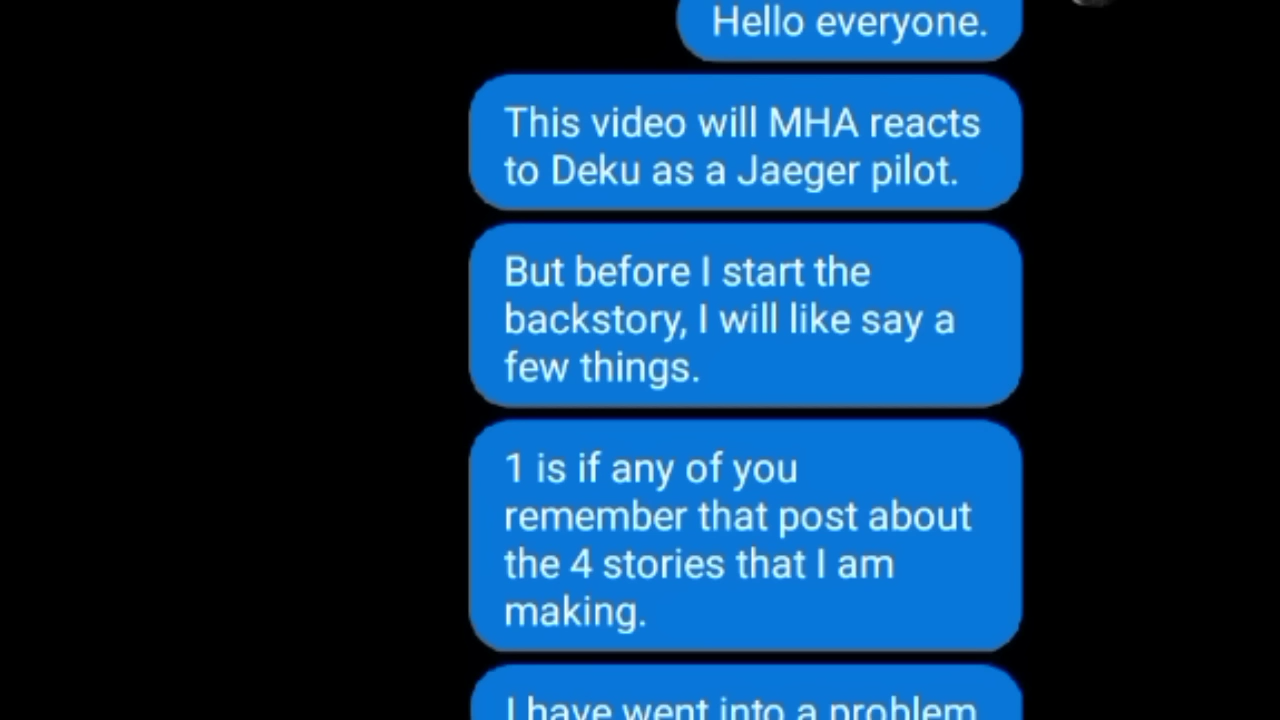 Hello everyone.
This video will MHA reacts
to Deku as a Jaeger pilot.
But before I start the
backstory, I will like say a
few things.
1 is if any of you
remember that post about
the 4 stories that I am
making.
I have went into a problem